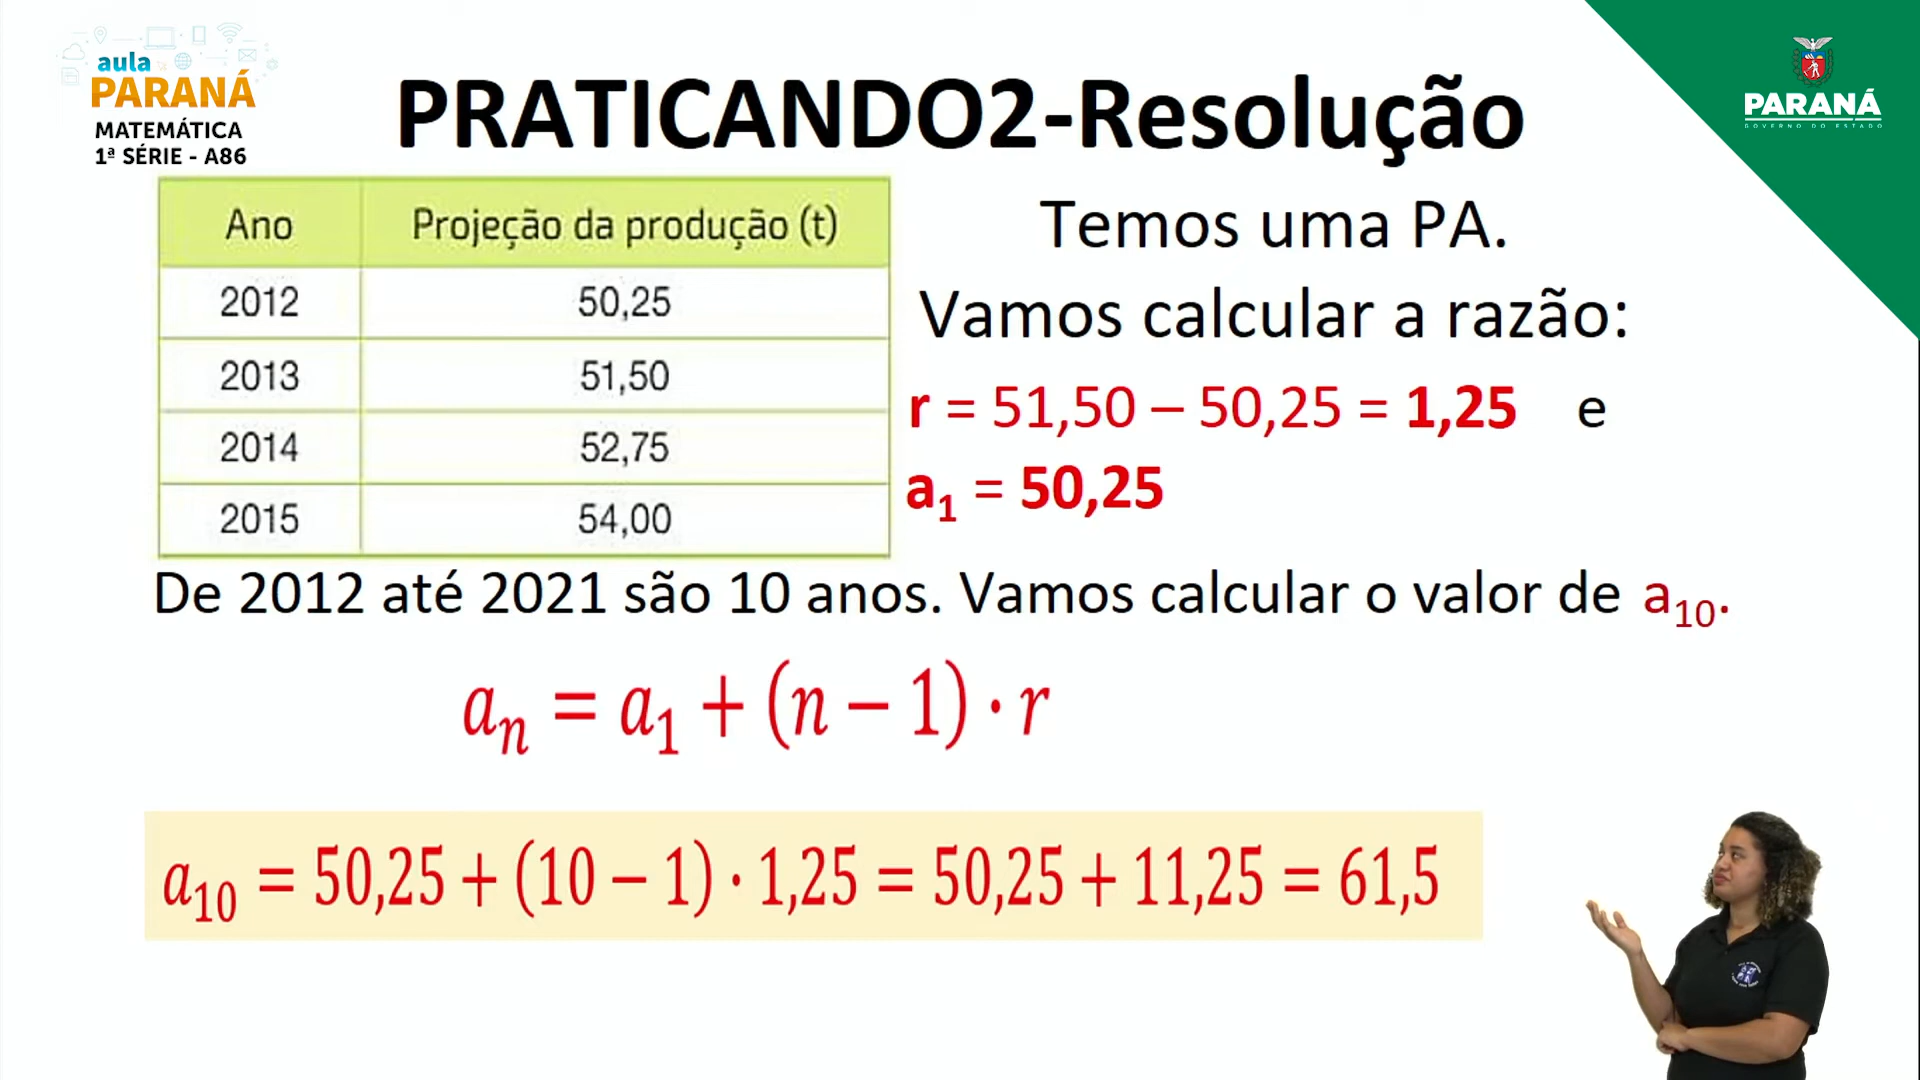 aula
PARANÁ
MATEMÁTICA
1ª SÉRIE - A86
PRATICANDO2-Resolução
PARANÁ
GOVERNO DO ESTADO
Ano Projeção da produção (t)
2012 50,25
2013 51,50
2014 52,75
2015 54,00
Temos uma PA.
Vamos calcular a razão:
r = 51,50 – 50,25 = 1,25 e
a₁ = 50,25
De 2012 até 2021 são 10 anos. Vamos calcular o valor de a₁₀.
aₙ = a₁ + (n − 1) · r
a₁₀ = 50,25 + (10 − 1) · 1,25 = 50,25 + 11,25 = 61,5